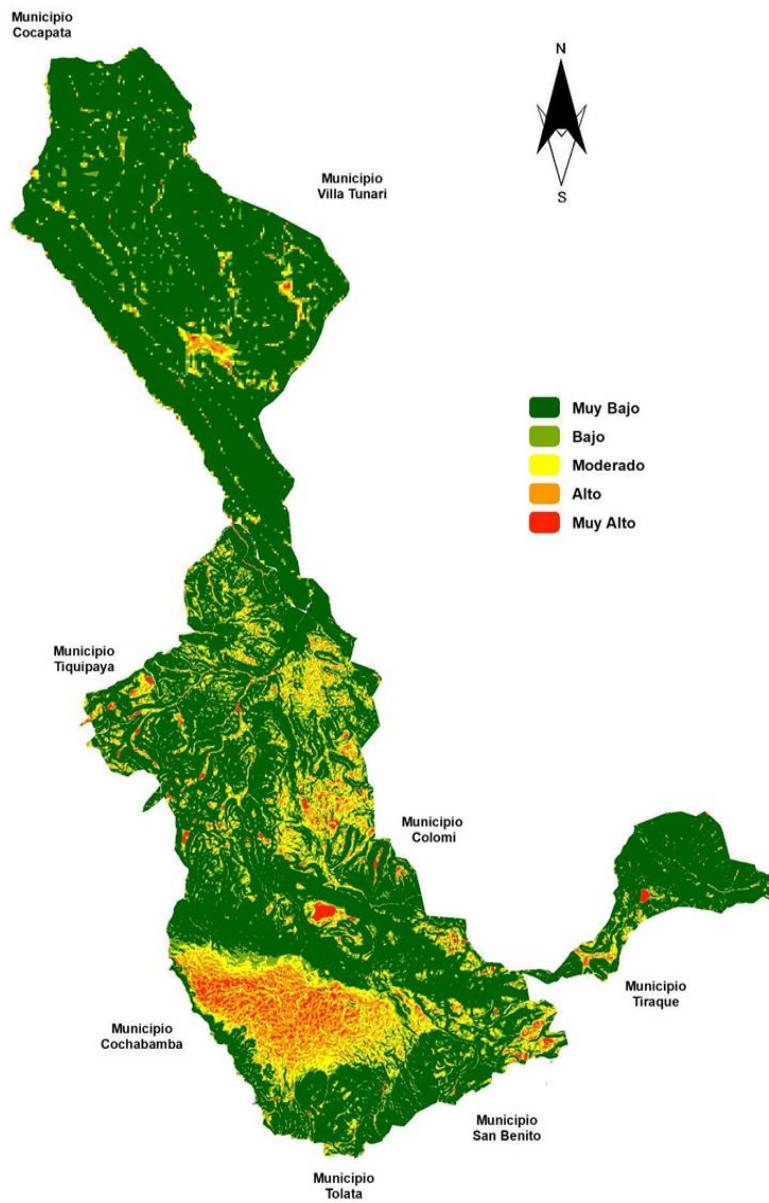 Municipio
Cocapata
N
S
Municipio
Villa Tunari
Muy Bajo
Bajo
Moderado
Alto
Muy Alto
Municipio
Tiquipaya
Municipio
Colomi
Municipio
Tiraque
Municipio
Cochabamba
Municipio
San Benito
Municipio
Tolata